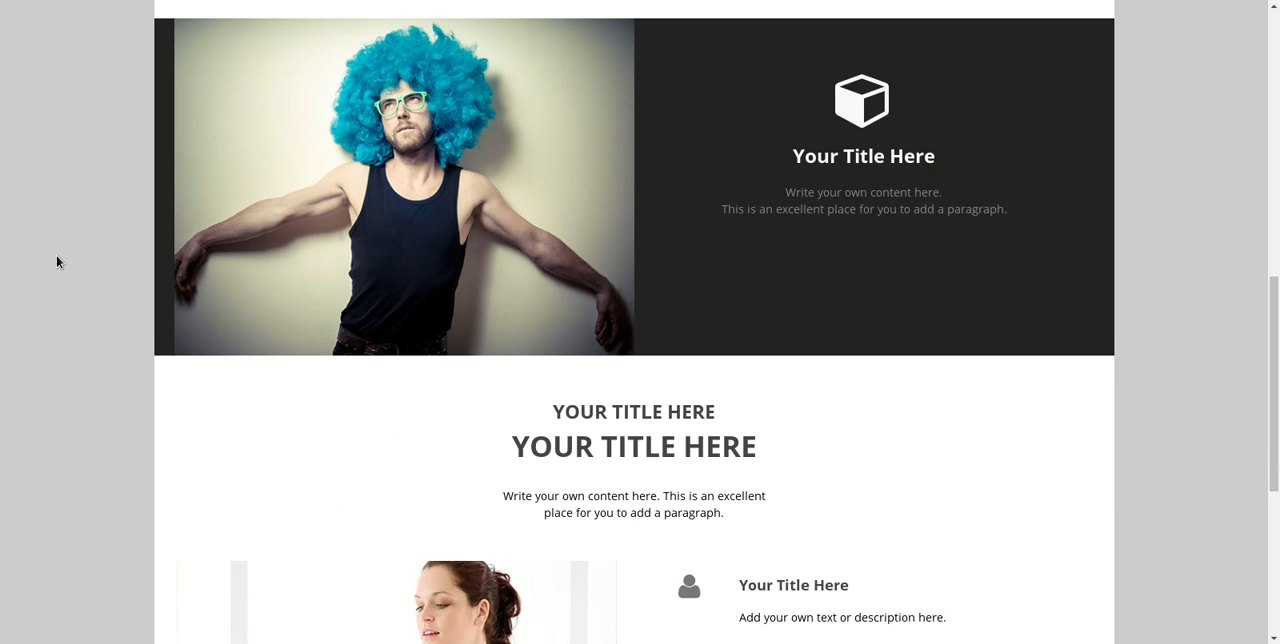 Your Title Here
Write your own content here.
This is an excellent place for you to add a paragraph.
YOUR TITLE HERE
YOUR TITLE HERE
Write your own content here. This is an excellent
place for you to add a paragraph.
Your Title Here
Add your own text or description here.